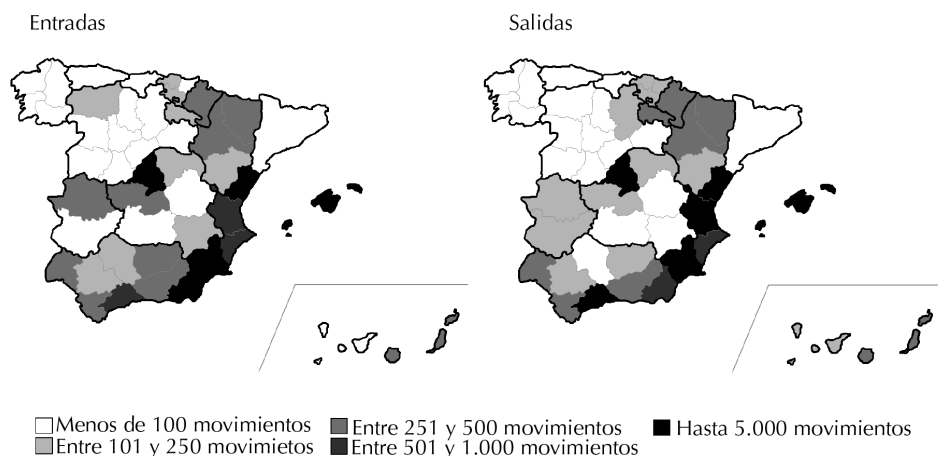 Entradas
Salidas
Menos de 100 movimientos
Entre 251 y 500 movimientos
Hasta 5.000 movimientos
Entre 101 y 250 movimietos
Entre 501 y 1.000 movimientos